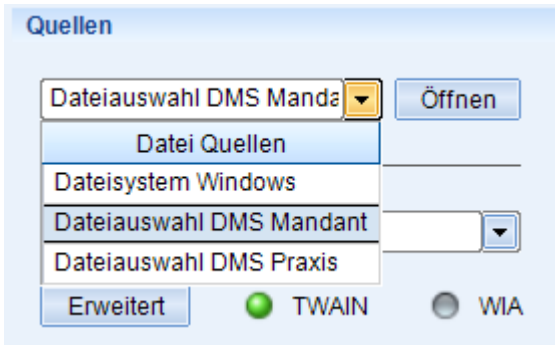 Quellen
Dateiauswahl DMS Manda
Öffnen
Datei Quellen
Dateisystem Windows
Dateiauswahl DMS Mandant
Dateiauswahl DMS Praxis
Erweitert
TWAIN
WIA